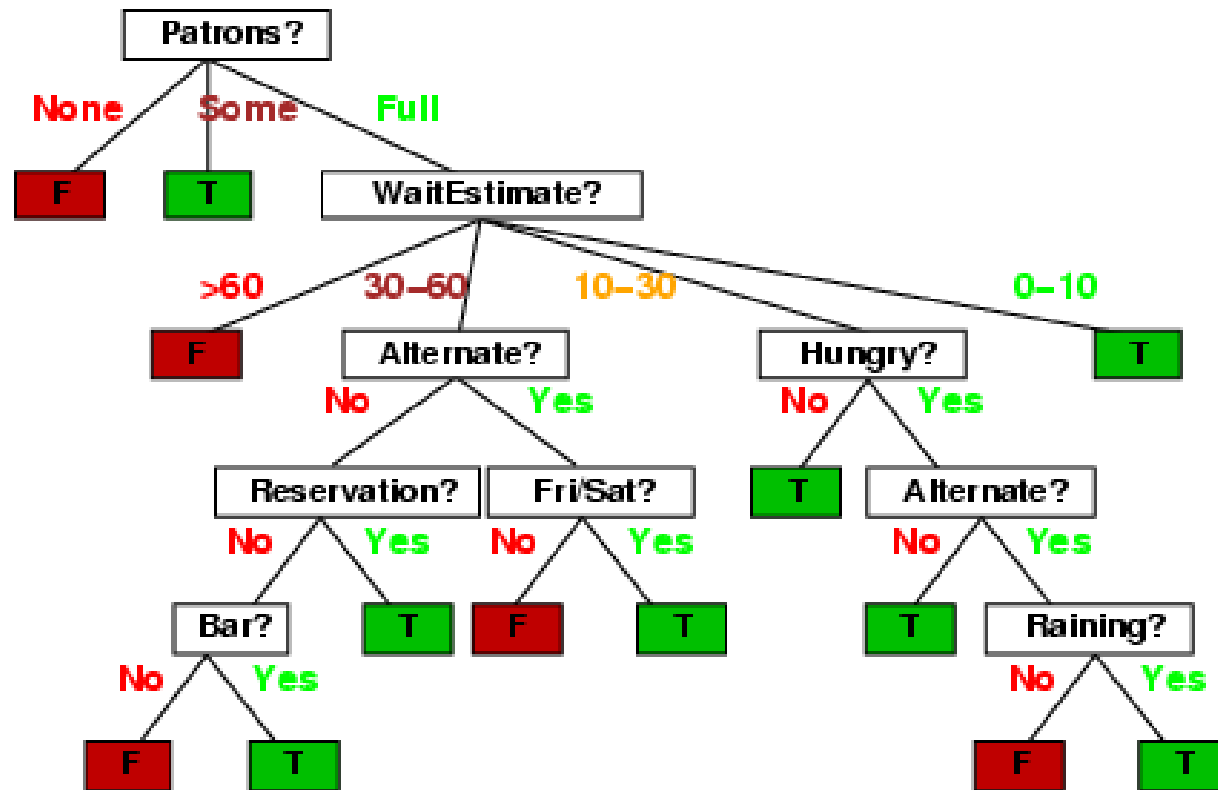 Patrons?
None Some Full
F T WaitEstimate?
>60 30–60 10–30 0–10
F Alternate? Hungry? T
No Yes No Yes
Reservation? Fri/Sat? T Alternate?
No Yes No Yes No Yes
Bar? T F T T Raining?
No Yes No Yes
F T F T